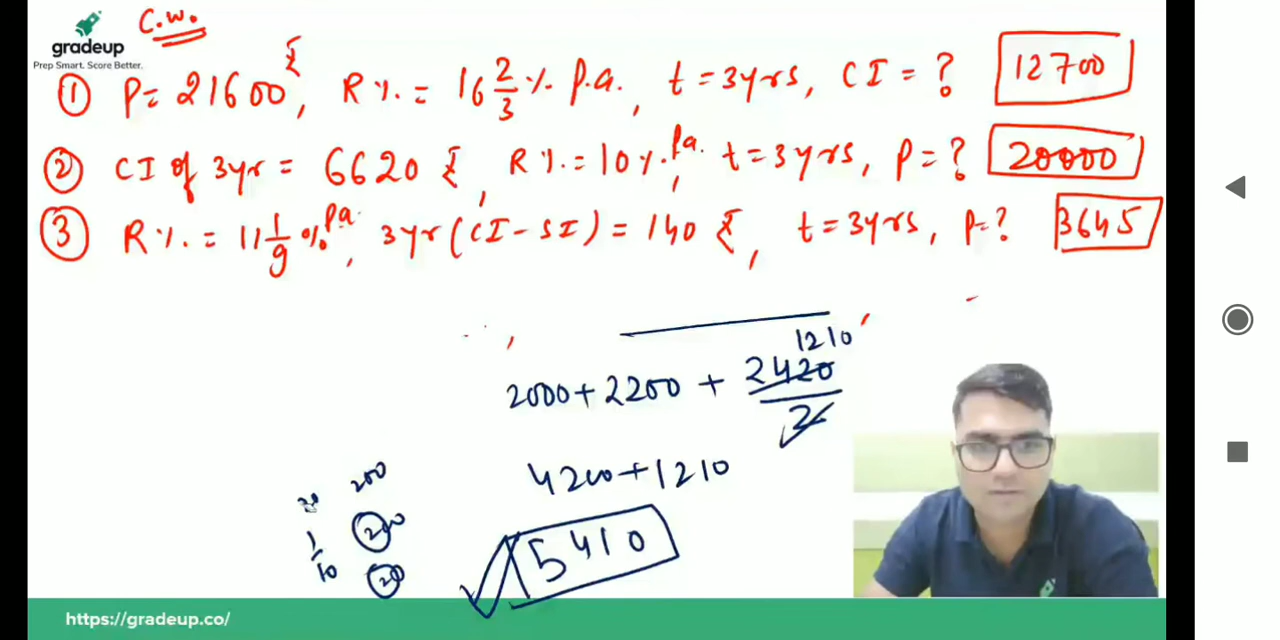 C.W.
gradeup
Prep Smart. Score Better.
① P= 21600 ₹, R%. = 16 2/3 % p.a., t = 3yrs, CI = ? 12700
② CI of 3yr = 6620 ₹, R%. = 10%. p.a., t = 3yrs, P = ? 20000
③ R%. = 11 1/9 % p.a., 3yr (CI - SI) = 140 ₹, t = 3yrs, P=? 3645
1210
2000 + 2200 + 2420/2
4200 + 1210
20 200
1/10 200
20
5410
https://gradeup.co/